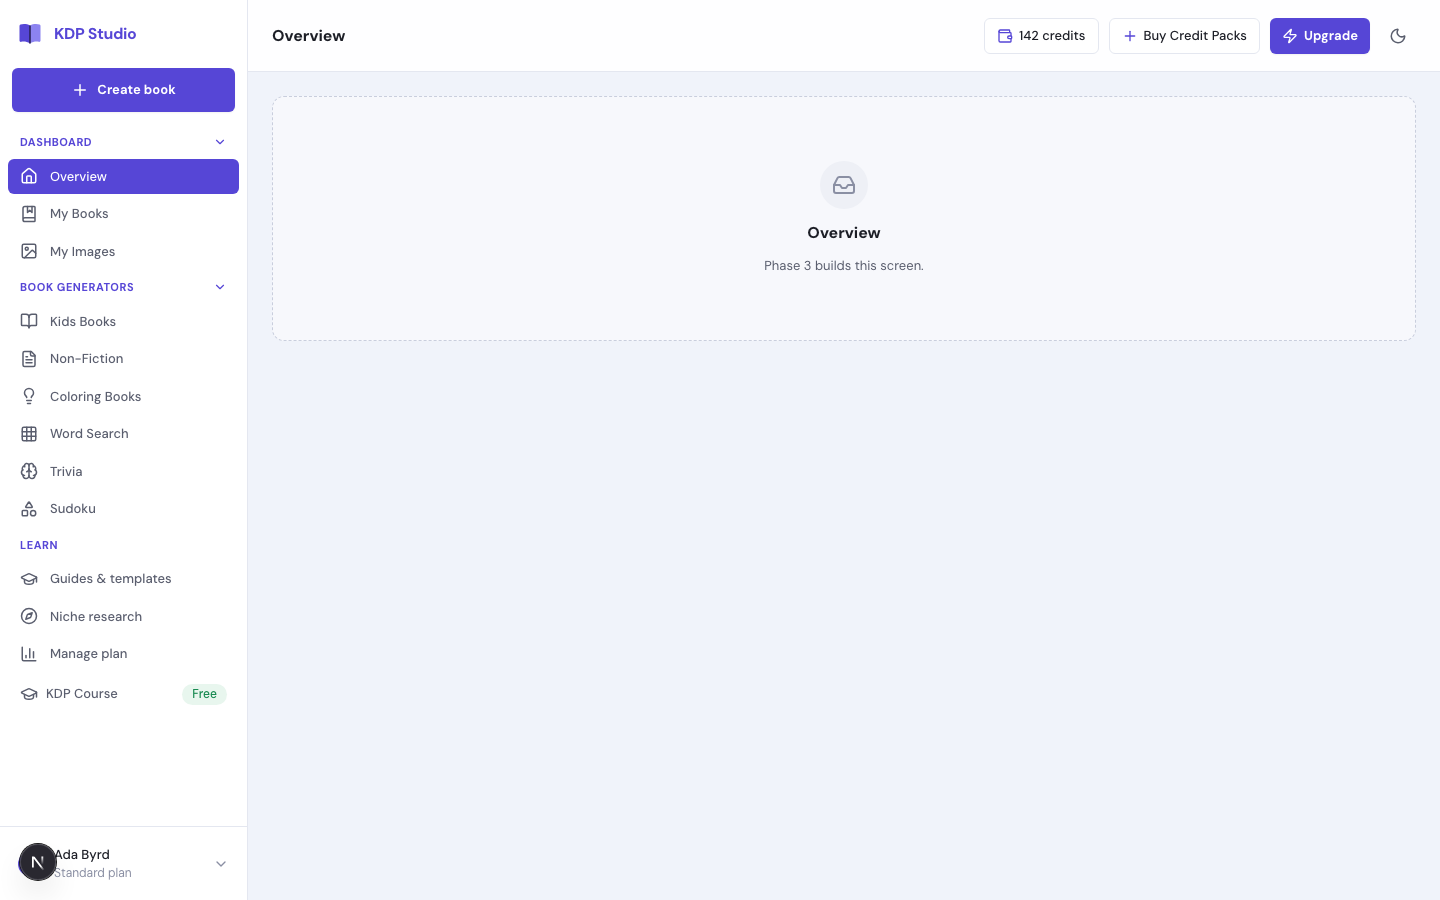 KDP Studio
Create book
DASHBOARD
Overview
My Books
My Images
BOOK GENERATORS
Kids Books
Non-Fiction
Coloring Books
Word Search
Trivia
Sudoku
LEARN
Guides & templates
Niche research
Manage plan
KDP Course Free
N Ada Byrd
Standard plan
Overview
142 credits
Buy Credit Packs
Upgrade
Overview
Phase 3 builds this screen.